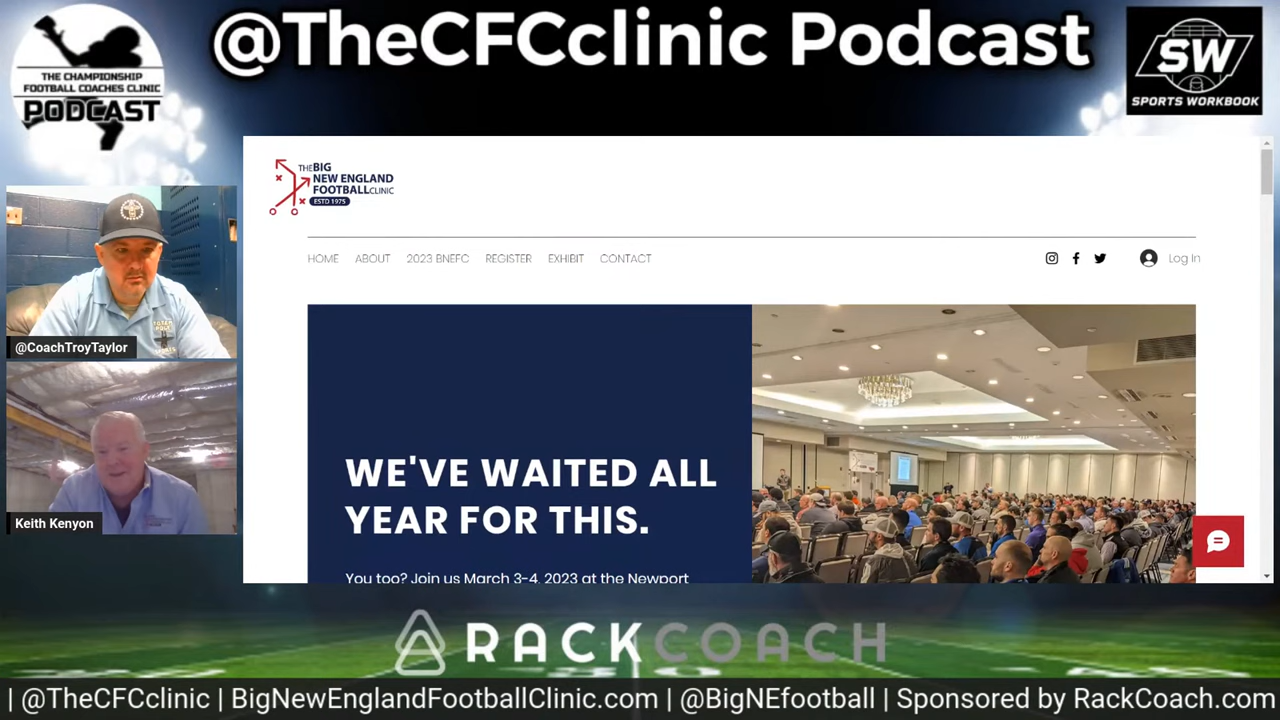 @TheCFCclinic Podcast
THE CHAMPIONSHIP
FOOTBALL COACHES CLINIC
PODCAST
SW
SPORTS WORKBOOK
THE BIG
NEW ENGLAND
FOOTBALL CLINIC
ESTD 1975
HOME ABOUT 2023 BNEFC REGISTER EXHIBIT CONTACT
Log In
@CoachTroyTaylor
Keith Kenyon
WE'VE WAITED ALL
YEAR FOR THIS.
You too? Join us March 3-4, 2023 at the Newport
RACKCOACH
| @TheCFCclinic | BigNewEnglandFootballClinic.com | @BigNEfootball | Sponsored by RackCoach.com